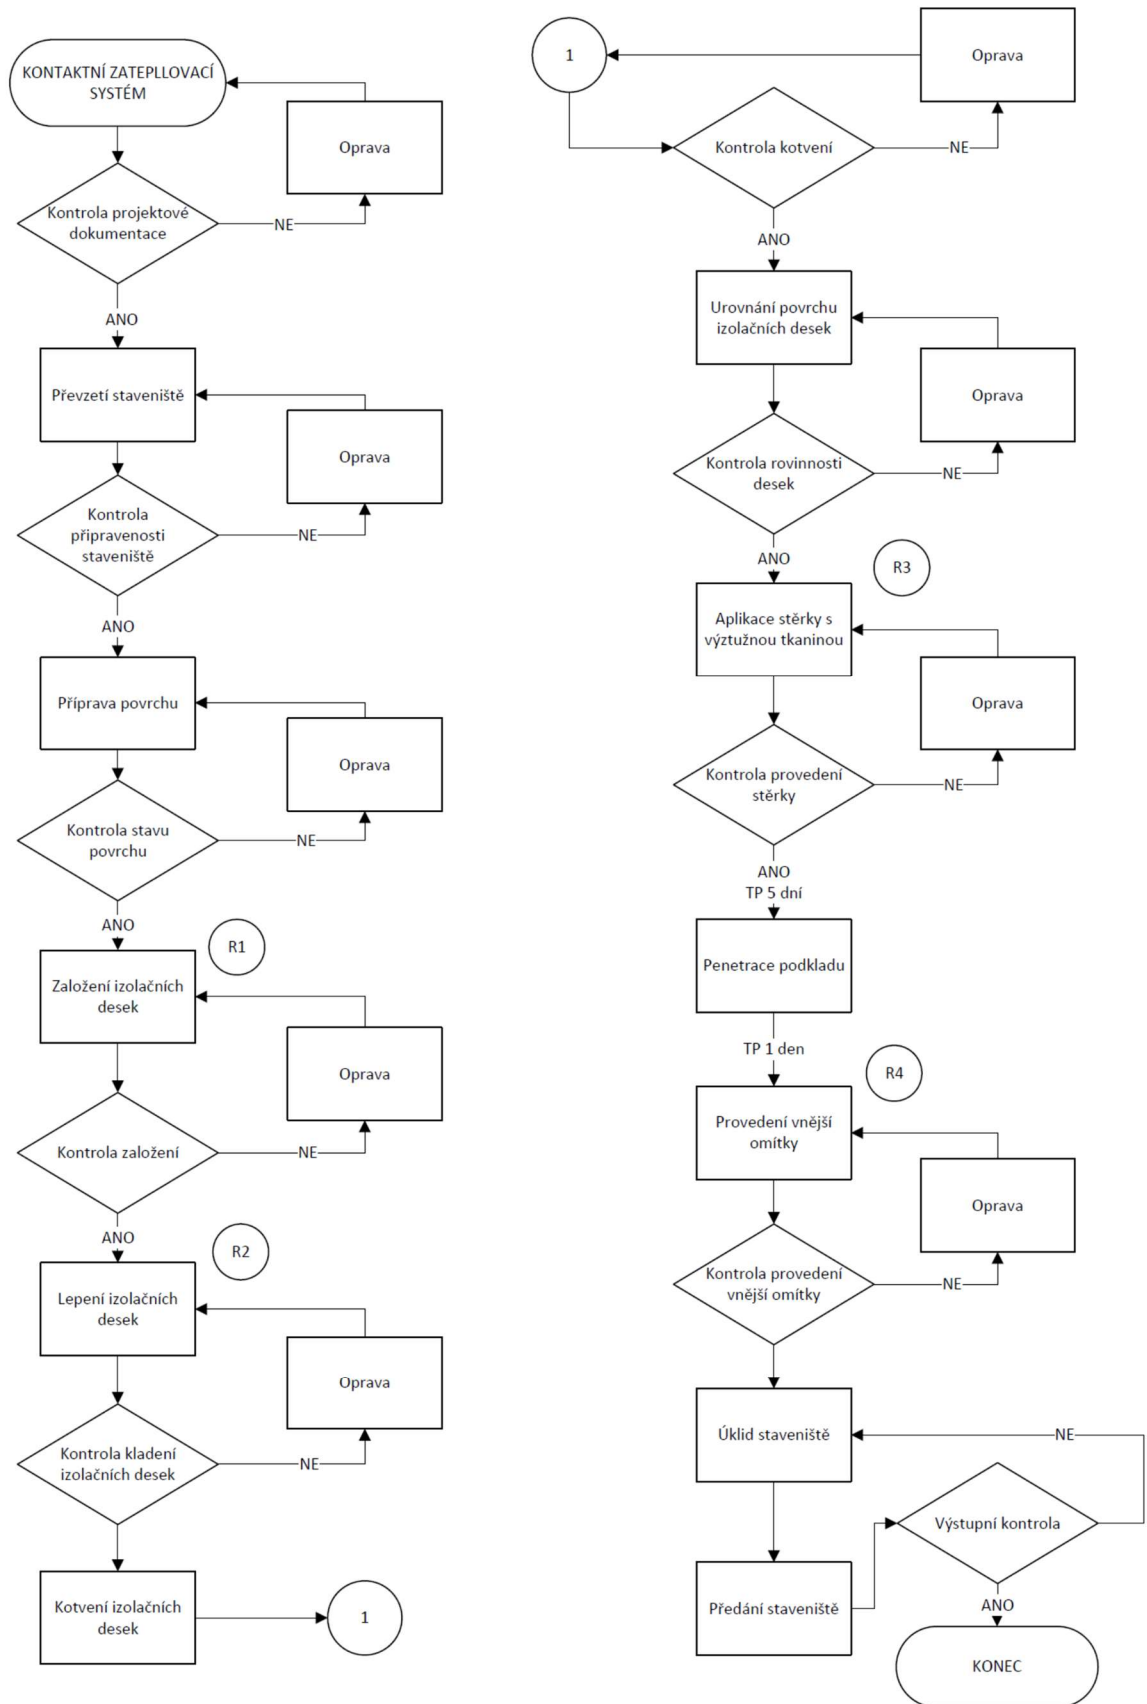 KONTAKTNÍ ZATEPLLOVACÍ
SYSTÉM
Oprava
Kontrola projektové
dokumentace
NE
ANO
Převzetí staveniště
Oprava
Kontrola
připravenosti
staveniště
NE
ANO
Příprava povrchu
Oprava
Kontrola stavu
povrchu
NE
ANO
R1
Založení izolačních
desek
Oprava
Kontrola založení
NE
ANO
R2
Lepení izolačních
desek
Oprava
Kontrola kladení
izolačních desek
NE
Kotvení izolačních
desek
1
1
Oprava
Kontrola kotvení
NE
ANO
Urovnání povrchu
izolačních desek
Oprava
Kontrola rovinnosti
desek
NE
ANO
R3
Aplikace stěrky s
výztužnou tkaninou
Oprava
Kontrola provedení
stěrky
NE
ANO
TP 5 dní
Penetrace podkladu
TP 1 den
R4
Provedení vnější
omítky
Oprava
Kontrola provedení
vnější omítky
NE
Úklid staveniště
NE
Výstupní kontrola
Předání staveniště
ANO
KONEC